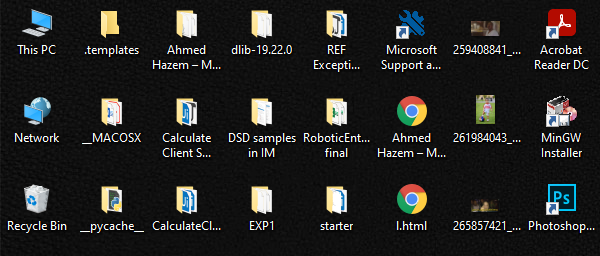 This PC
.templates
Ahmed
Hazem – M...
dlib-19.22.0
REF
Excepti...
Microsoft
Support a...
259408841_...
Acrobat
Reader DC
Network
__MACOSX
Calculate
Client S...
DSD samples
in IM
RoboticEnt...
final
Ahmed
Hazem – M...
261984043_...
MinGW
Installer
Recycle Bin
__pycache__
CalculateCl...
EXP1
starter
I.html
265857421_...
Ps
Photoshop...